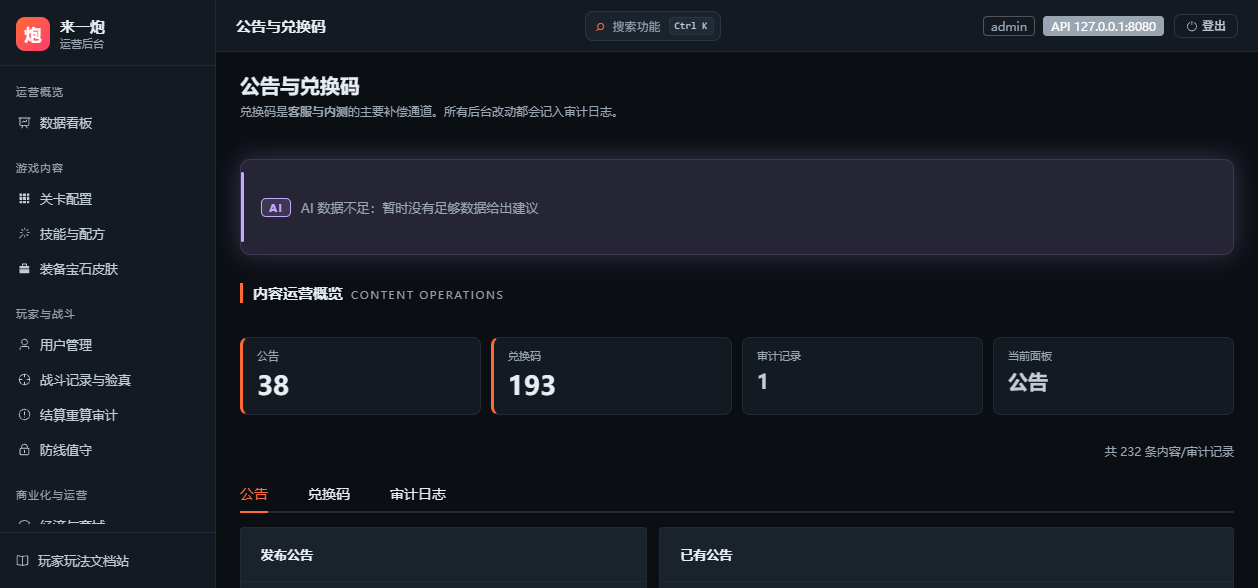 炮 来一炮
运营后台
公告与兑换码
搜索功能 Ctrl K
admin
API 127.0.0.1:8080
登出
运营概览
数据看板
游戏内容
关卡配置
技能与配方
装备宝石皮肤
玩家与战斗
用户管理
战斗记录与验真
结算重算审计
防线值守
商业化与运营
经济与商城
玩家玩法文档站
公告与兑换码
兑换码是客服与内测的主要补偿通道。所有后台改动都会记入审计日志。
AI AI 数据不足：暂时没有足够数据给出建议
内容运营概览 CONTENT OPERATIONS
公告
38
兑换码
193
审计记录
1
当前面板
公告
共 232 条内容/审计记录
公告 兑换码 审计日志
发布公告
已有公告